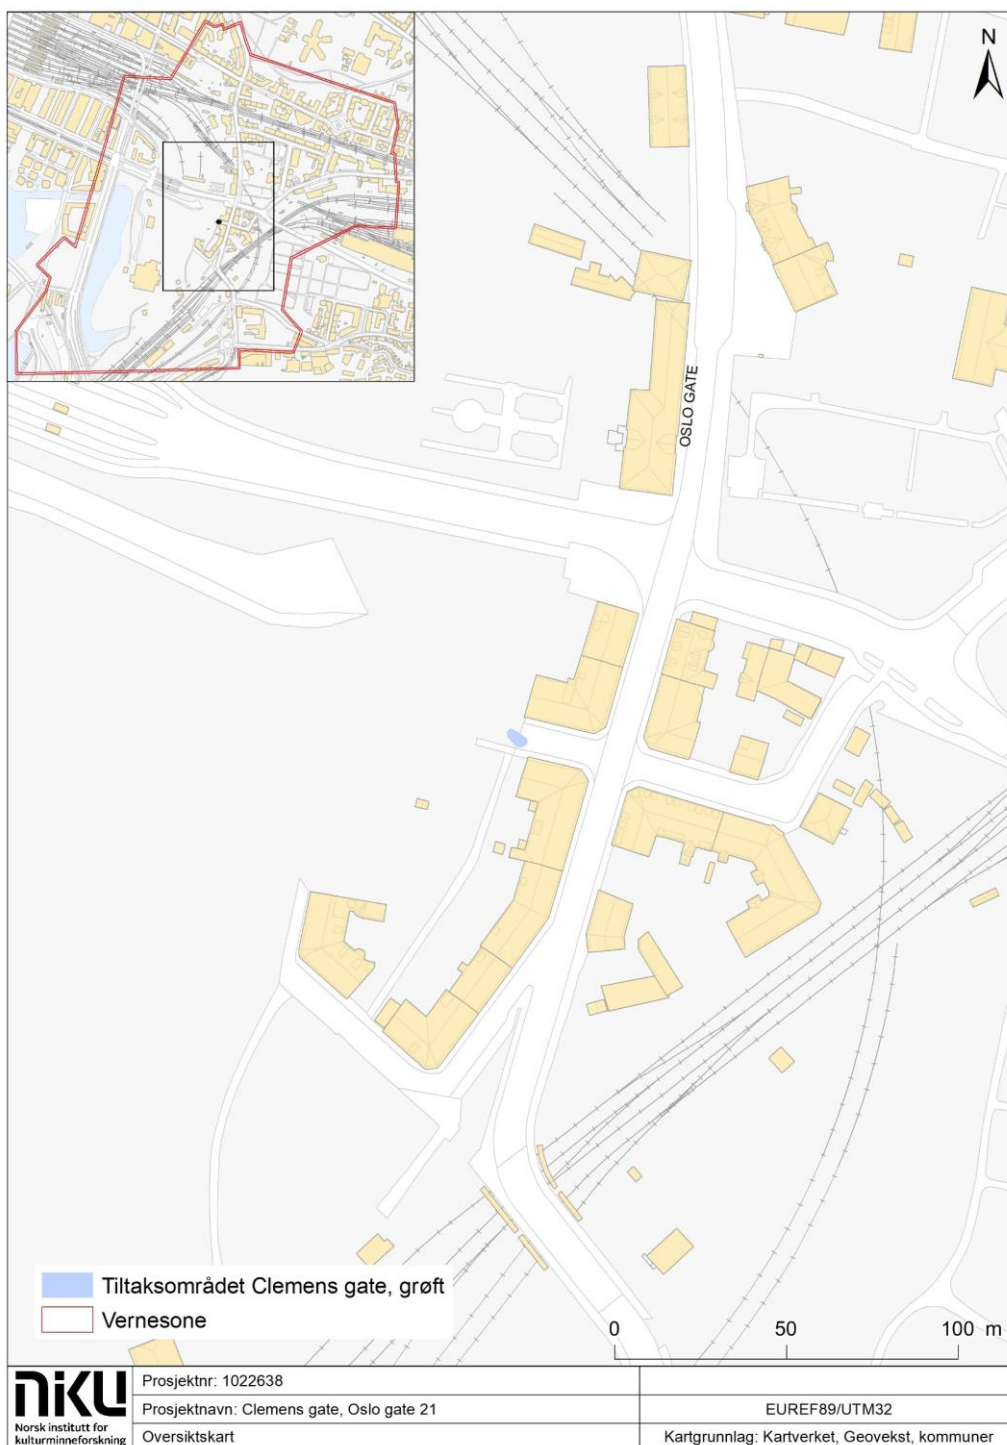 N
OSLO GATE
Tiltaksområdet Clemens gate, grøft
Vernesone
0 50 100 m
NIKU
Norsk institutt for
kulturminneforskning
Prosjektnr: 1022638
Prosjektnavn: Clemens gate, Oslo gate 21
EUREF89/UTM32
Oversiktskart
Kartgrunnlag: Kartverket, Geovekst, kommuner